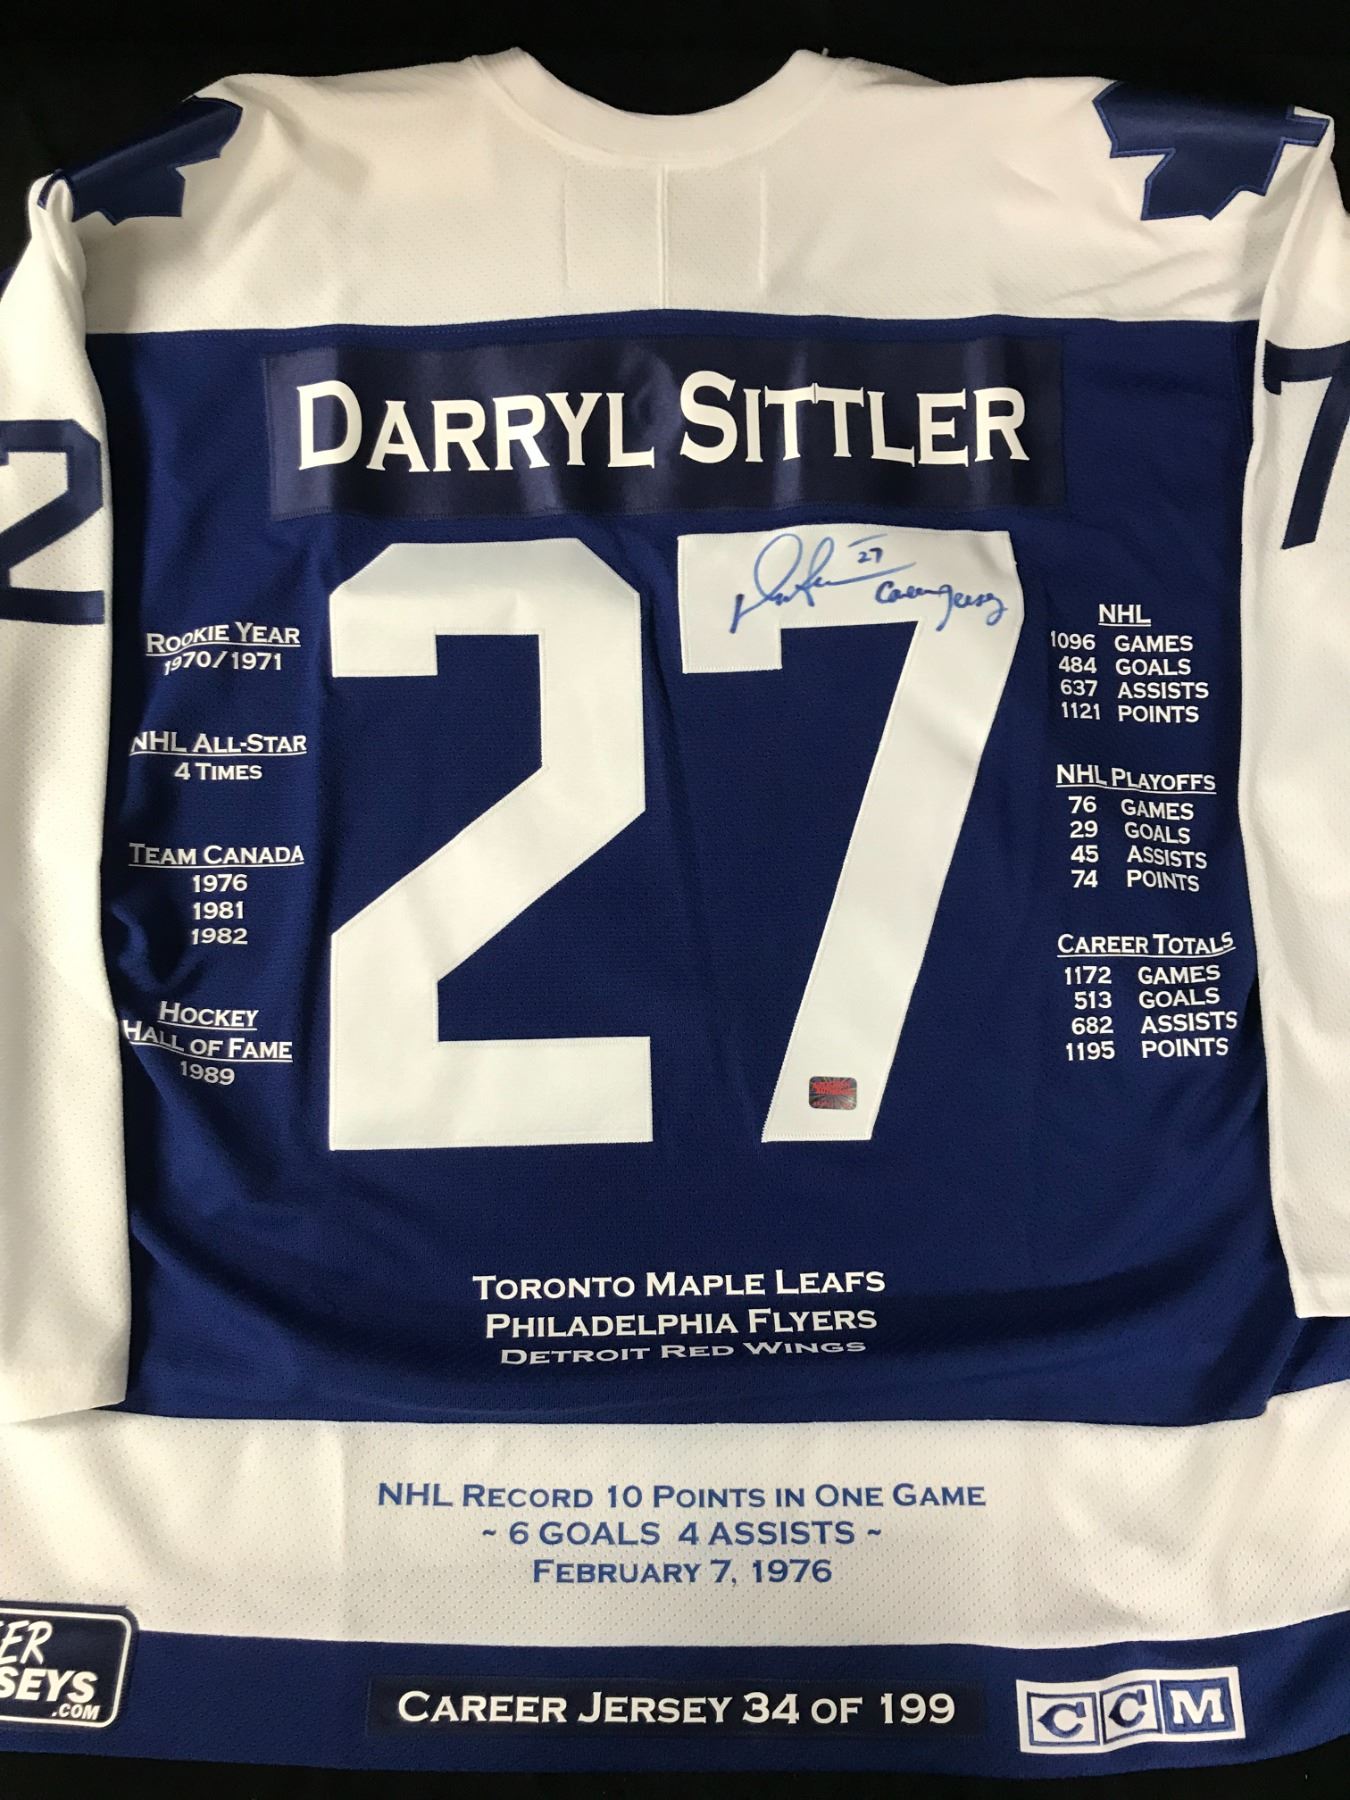 DARRYL SITTLER
27
27
Career Jersey
2
7
ROOKIE YEAR
1970/1971
NHL ALL-STAR
4 TIMES
TEAM CANADA
1976
1981
1982
HOCKEY
HALL OF FAME
1989
NHL
1096 GAMES
484 GOALS
637 ASSISTS
1121 POINTS
NHL PLAYOFFS
76 GAMES
29 GOALS
45 ASSISTS
74 POINTS
CAREER TOTALS
1172 GAMES
513 GOALS
682 ASSISTS
1195 POINTS
TORONTO MAPLE LEAFS
PHILADELPHIA FLYERS
DETROIT RED WINGS
NHL RECORD 10 POINTS IN ONE GAME
~ 6 GOALS 4 ASSISTS ~
FEBRUARY 7, 1976
ER
SEYS
.COM
CAREER JERSEY 34 OF 199
CCM